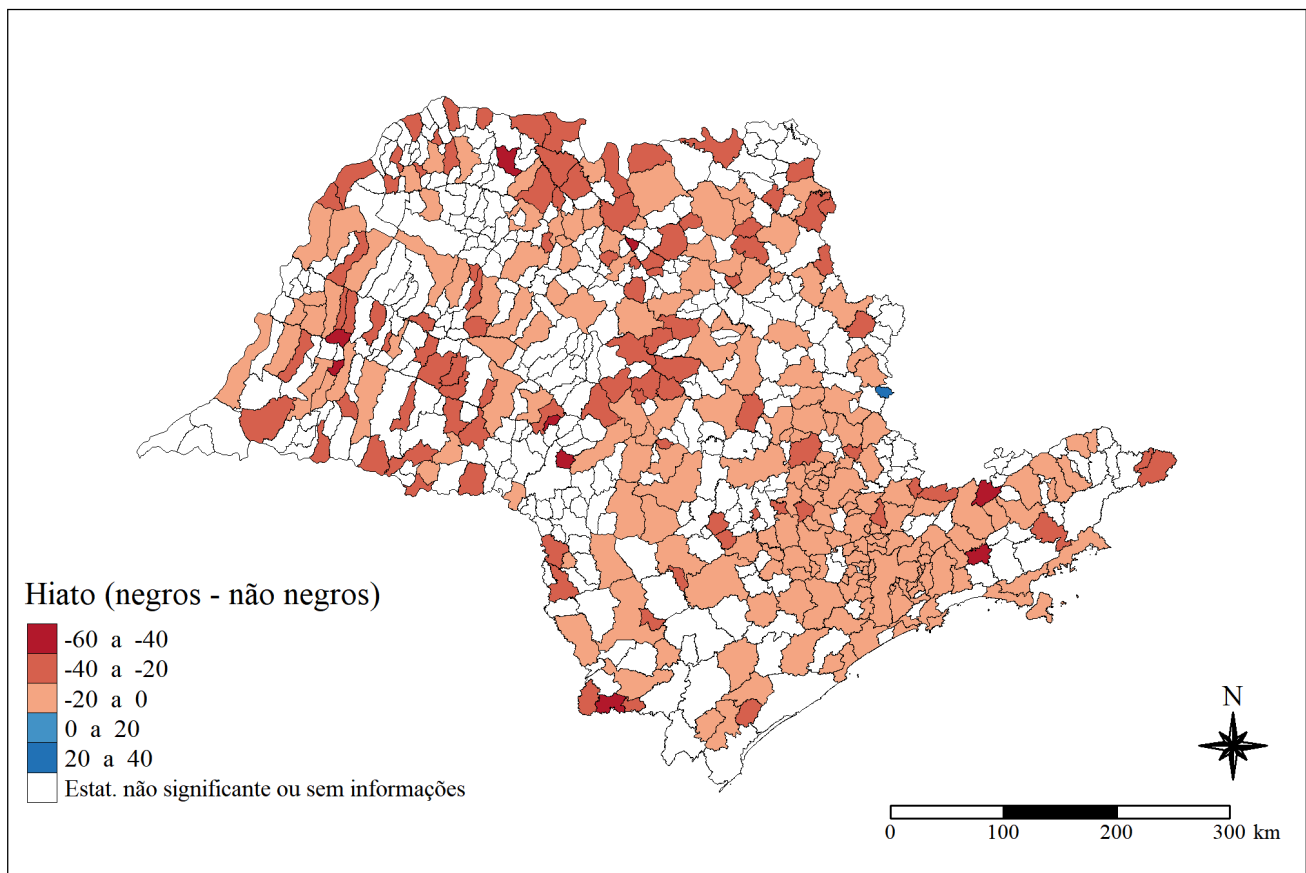 Hiato (negros - não negros)
-60 a -40
-40 a -20
-20 a 0
0 a 20
20 a 40
Estat. não significante ou sem informações
N
0 100 200 300 km